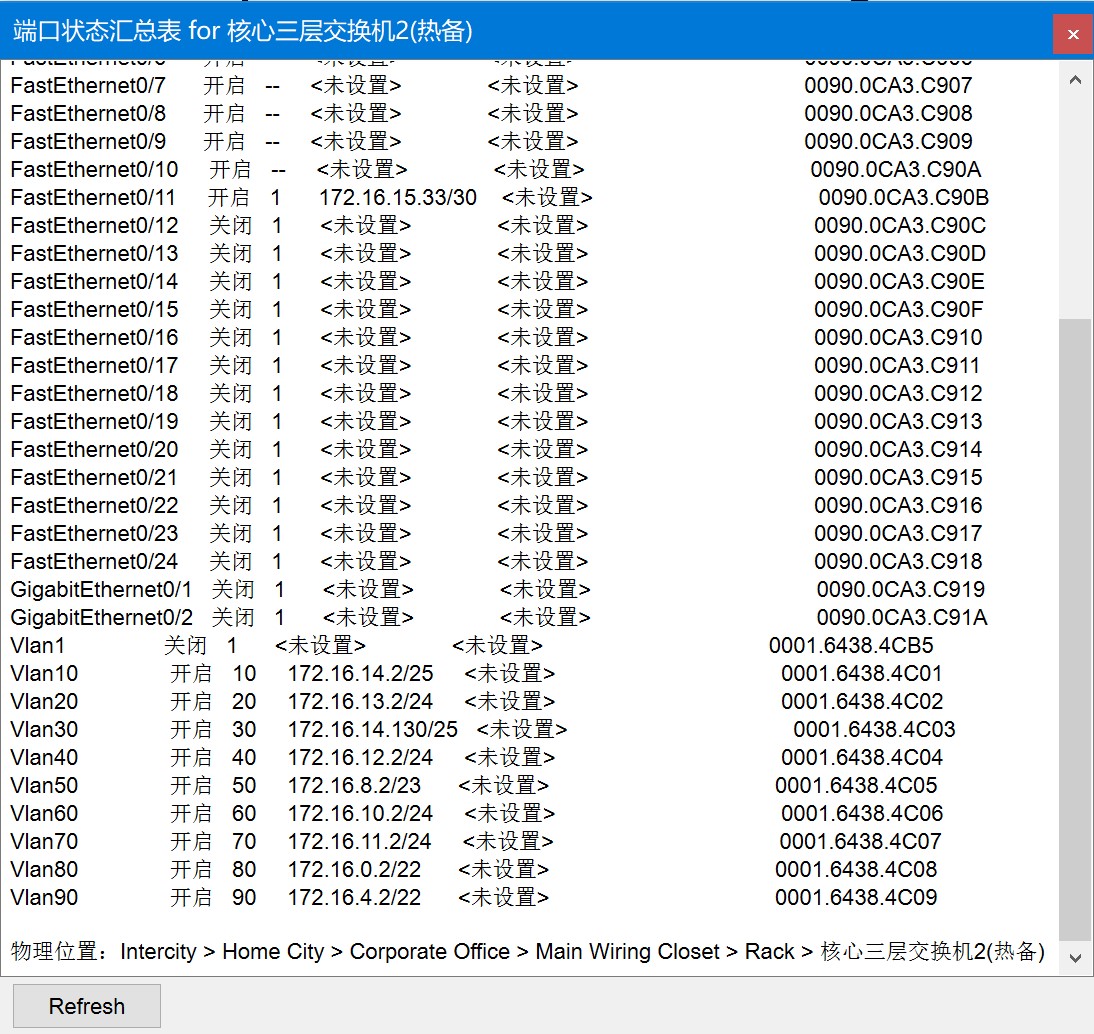 端口状态汇总表 for 核心三层交换机2(热备)
FastEthernet0/7 开启 -- <未设置> <未设置> 0090.0CA3.C907
FastEthernet0/8 开启 -- <未设置> <未设置> 0090.0CA3.C908
FastEthernet0/9 开启 -- <未设置> <未设置> 0090.0CA3.C909
FastEthernet0/10 开启 -- <未设置> <未设置> 0090.0CA3.C90A
FastEthernet0/11 开启 1 172.16.15.33/30 <未设置> 0090.0CA3.C90B
FastEthernet0/12 关闭 1 <未设置> <未设置> 0090.0CA3.C90C
FastEthernet0/13 关闭 1 <未设置> <未设置> 0090.0CA3.C90D
FastEthernet0/14 关闭 1 <未设置> <未设置> 0090.0CA3.C90E
FastEthernet0/15 关闭 1 <未设置> <未设置> 0090.0CA3.C90F
FastEthernet0/16 关闭 1 <未设置> <未设置> 0090.0CA3.C910
FastEthernet0/17 关闭 1 <未设置> <未设置> 0090.0CA3.C911
FastEthernet0/18 关闭 1 <未设置> <未设置> 0090.0CA3.C912
FastEthernet0/19 关闭 1 <未设置> <未设置> 0090.0CA3.C913
FastEthernet0/20 关闭 1 <未设置> <未设置> 0090.0CA3.C914
FastEthernet0/21 关闭 1 <未设置> <未设置> 0090.0CA3.C915
FastEthernet0/22 关闭 1 <未设置> <未设置> 0090.0CA3.C916
FastEthernet0/23 关闭 1 <未设置> <未设置> 0090.0CA3.C917
FastEthernet0/24 关闭 1 <未设置> <未设置> 0090.0CA3.C918
GigabitEthernet0/1 关闭 1 <未设置> <未设置> 0090.0CA3.C919
GigabitEthernet0/2 关闭 1 <未设置> <未设置> 0090.0CA3.C91A
Vlan1 关闭 1 <未设置> <未设置> 0001.6438.4CB5
Vlan10 开启 10 172.16.14.2/25 <未设置> 0001.6438.4C01
Vlan20 开启 20 172.16.13.2/24 <未设置> 0001.6438.4C02
Vlan30 开启 30 172.16.14.130/25 <未设置> 0001.6438.4C03
Vlan40 开启 40 172.16.12.2/24 <未设置> 0001.6438.4C04
Vlan50 开启 50 172.16.8.2/23 <未设置> 0001.6438.4C05
Vlan60 开启 60 172.16.10.2/24 <未设置> 0001.6438.4C06
Vlan70 开启 70 172.16.11.2/24 <未设置> 0001.6438.4C07
Vlan80 开启 80 172.16.0.2/22 <未设置> 0001.6438.4C08
Vlan90 开启 90 172.16.4.2/22 <未设置> 0001.6438.4C09
物理位置：Intercity > Home City > Corporate Office > Main Wiring Closet > Rack > 核心三层交换机2(热备)
Refresh